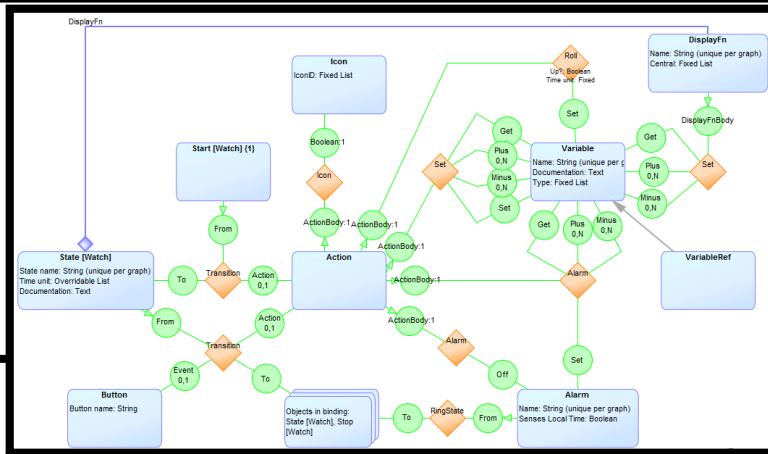 DisplayFn
Roll
Up?: Boolean
Time unit: Fixed
DisplayFn
Name: String (unique per graph)
Central: Fixed List
Icon
IconID: Fixed List
Set
DisplayFnBody
Start [Watch] {1}
Boolean:1
Get
Plus
0,N
Minus
0,N
Set
Set
Variable
Name: String (unique per g
Documentation: Text
Type: Fixed List
Get
Plus
0,N
Minus
0,N
Set
Icon
From
ActionBody:1
ActionBody:1
ActionBody:1
Get
Plus
0,N
Minus
0,N
State [Watch]
State name: String (unique per graph)
Time unit: Overridable List
Documentation: Text
To
Transition
Action
0,1
Action
ActionBody:1
Alarm
VariableRef
From
Transition
Action
0,1
ActionBody:1
Alarm
Set
Event
0,1
To
Off
Button
Button name: String
Objects in binding:
State [Watch], Stop
[Watch]
To
RingState
From
Alarm
Name: String (unique per graph)
Senses Local Time: Boolean